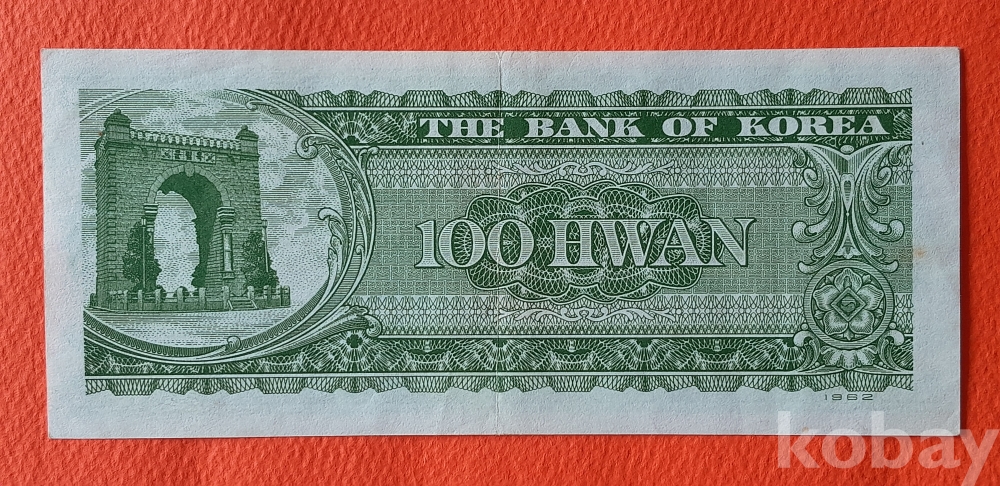 THE BANK OF KOREA
100 HWAN
1962
kobay